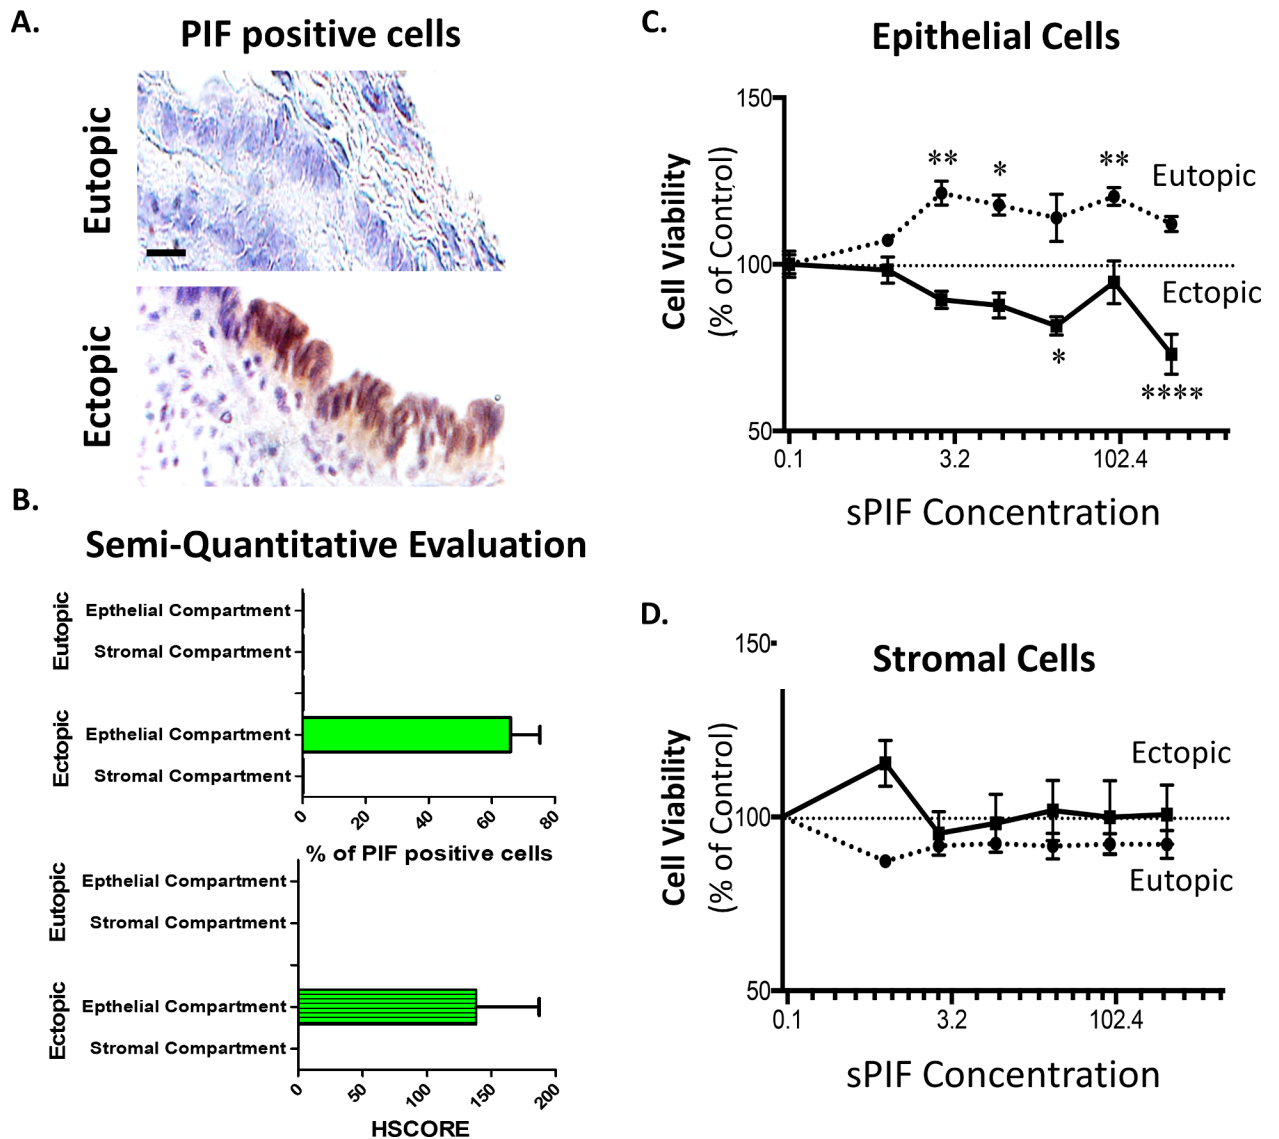 A.
PIF positive cells
Eutopic
Ectopic
B.
Semi-Quantitative Evaluation
Eutopic
Epthelial Compartment
Stromal Compartment
Ectopic
Epthelial Compartment
Stromal Compartment
0 20 40 60 80
% of PIF positive cells
Eutopic
Epthelial Compartment
Stromal Compartment
Ectopic
Epthelial Compartment
Stromal Compartment
0 50 100 150 200
HSCORE
C.
Epithelial Cells
Cell Viability
(% of Control)
150
100
50
** * **
Eutopic
Ectopic
*
****
0.1 3.2 102.4
sPIF Concentration
D.
Stromal Cells
Cell Viability
(% of Control)
150
100
50
Ectopic
Eutopic
0.1 3.2 102.4
sPIF Concentration